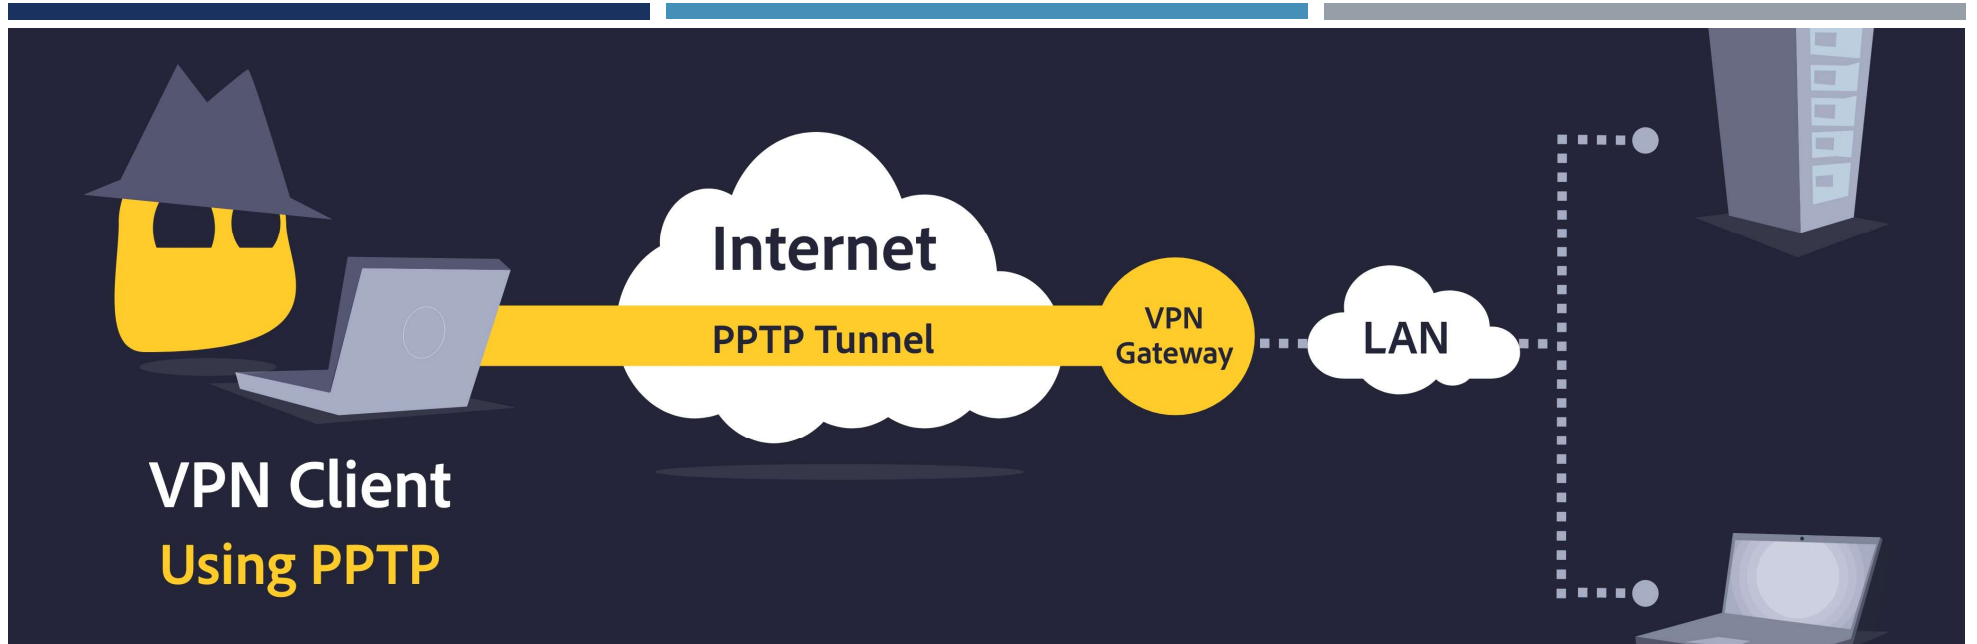 Internet
PPTP Tunnel
VPN
Gateway
LAN
VPN Client
Using PPTP